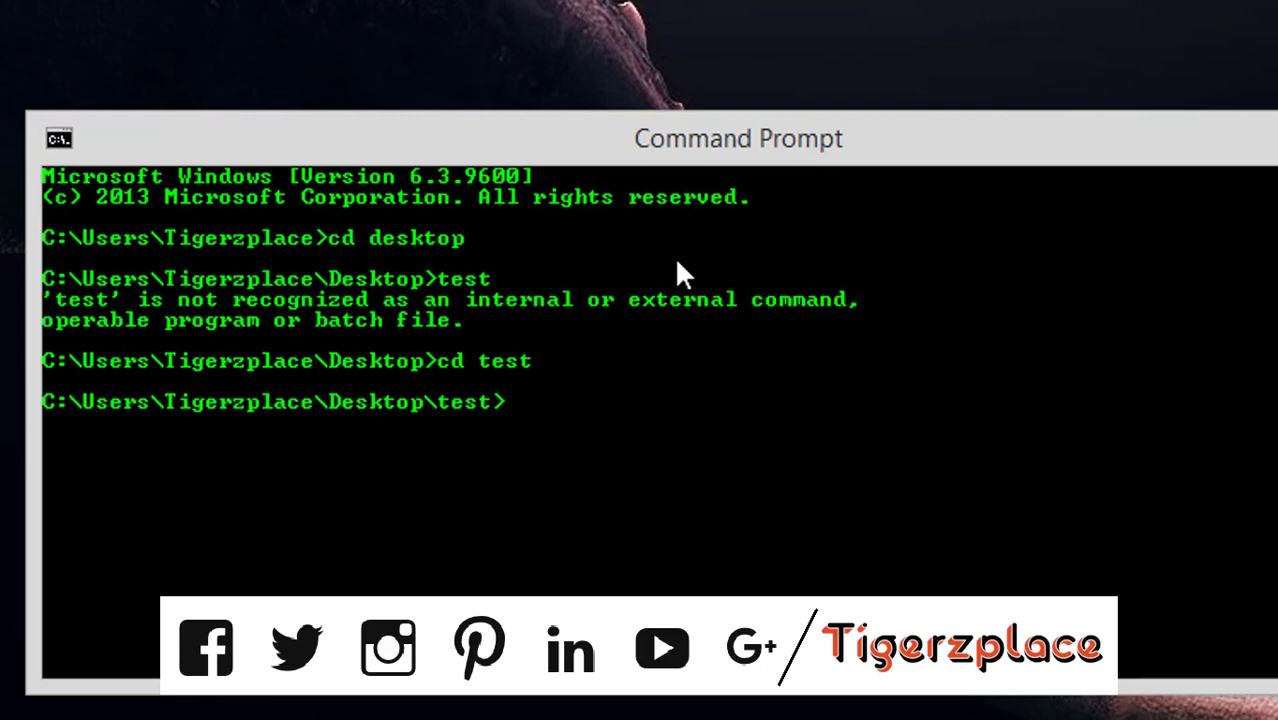 C:\.
Command Prompt
Microsoft Windows [Version 6.3.9600]
(c) 2013 Microsoft Corporation. All rights reserved.
C:\Users\Tigerzplace>cd desktop
C:\Users\Tigerzplace\Desktop>test
'test' is not recognized as an internal or external command,
operable program or batch file.
C:\Users\Tigerzplace\Desktop>cd test
C:\Users\Tigerzplace\Desktop\test>
f in G+ / Tigerzplace